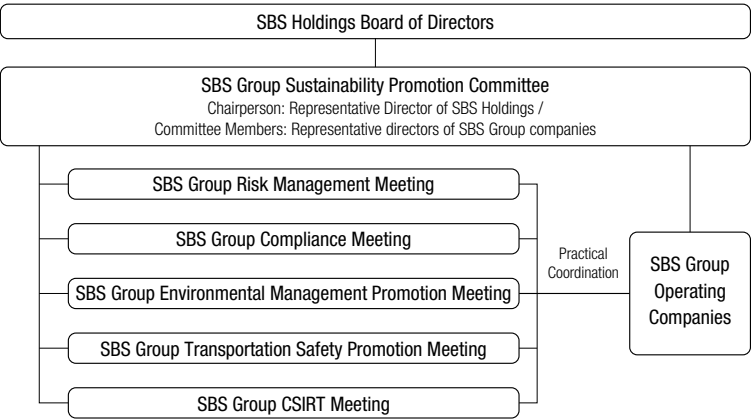 SBS Holdings Board of Directors
SBS Group Sustainability Promotion Committee
Chairperson: Representative Director of SBS Holdings /
Committee Members: Representative directors of SBS Group companies
SBS Group Risk Management Meeting
SBS Group Compliance Meeting
SBS Group Environmental Management Promotion Meeting
SBS Group Transportation Safety Promotion Meeting
SBS Group CSIRT Meeting
Practical
Coordination
SBS Group
Operating
Companies